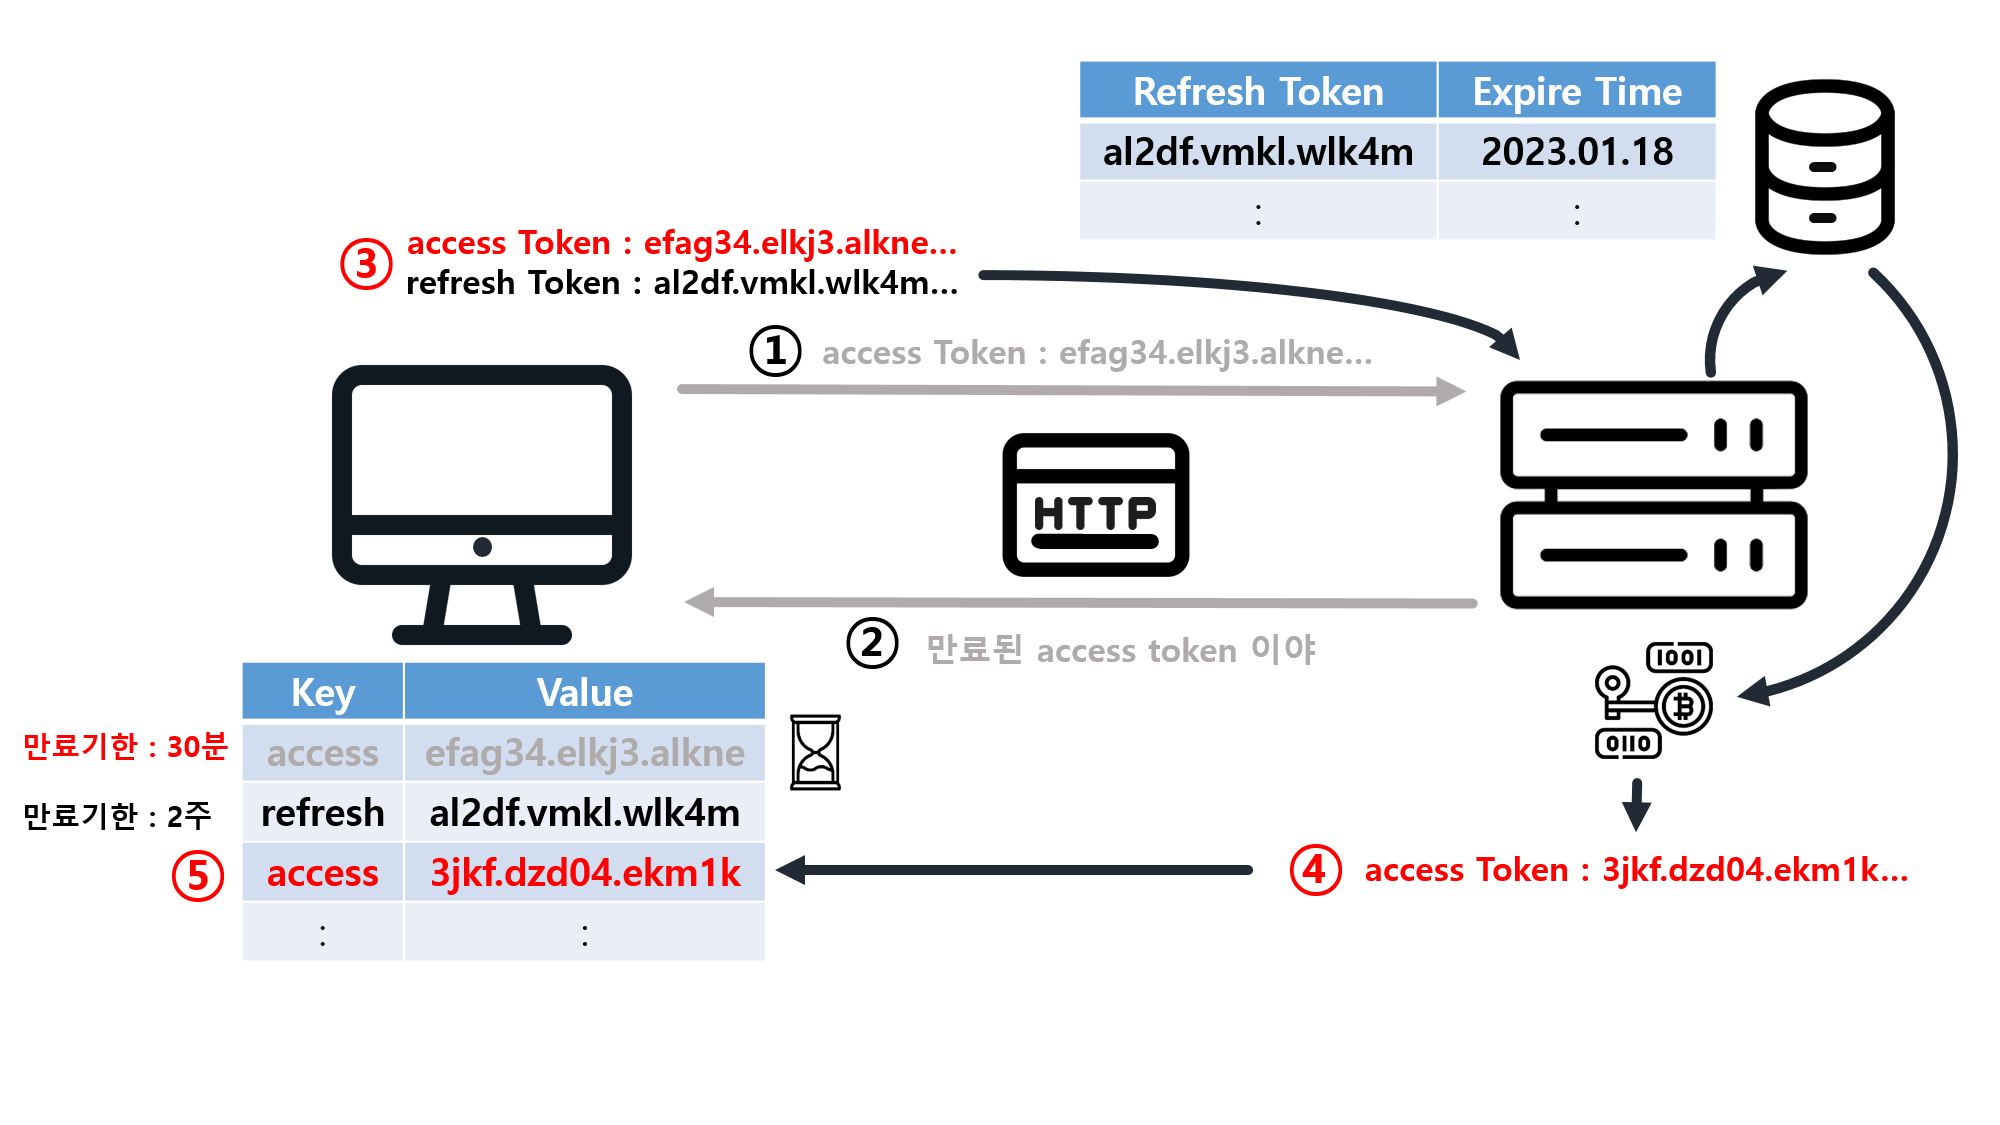 Refresh Token Expire Time
al2df.vmkl.wlk4m 2023.01.18
: :
③ access Token : efag34.elkj3.alkne...
refresh Token : al2df.vmkl.wlk4m...
① access Token : efag34.elkj3.alkne...
HTTP
② 만료된 access token 이야
1001
0110
Key Value
만료기한 : 30분 access efag34.elkj3.alkne
만료기한 : 2주 refresh al2df.vmkl.wlk4m
⑤ access 3jkf.dzd04.ekm1k
: :
④ access Token : 3jkf.dzd04.ekm1k...